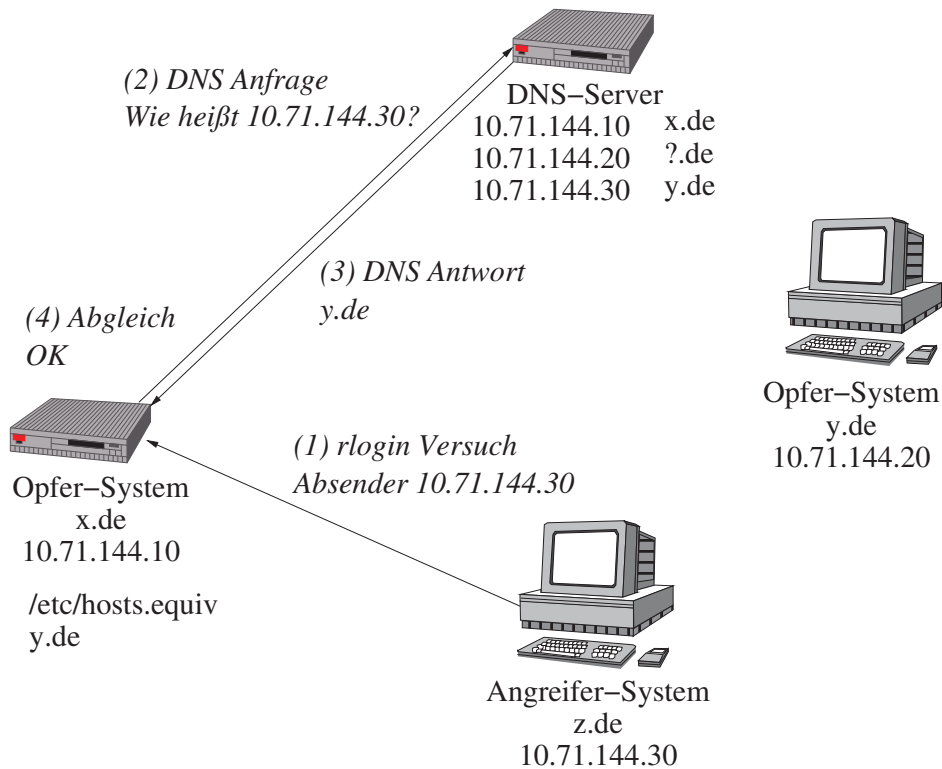 (2) DNS Anfrage
Wie heißt 10.71.144.30?
DNS−Server
10.71.144.10 x.de
10.71.144.20 ?.de
10.71.144.30 y.de
(3) DNS Antwort
y.de
(4) Abgleich
OK
Opfer−System
y.de
10.71.144.20
(1) rlogin Versuch
Absender 10.71.144.30
Opfer−System
x.de
10.71.144.10
/etc/hosts.equiv
y.de
Angreifer−System
z.de
10.71.144.30